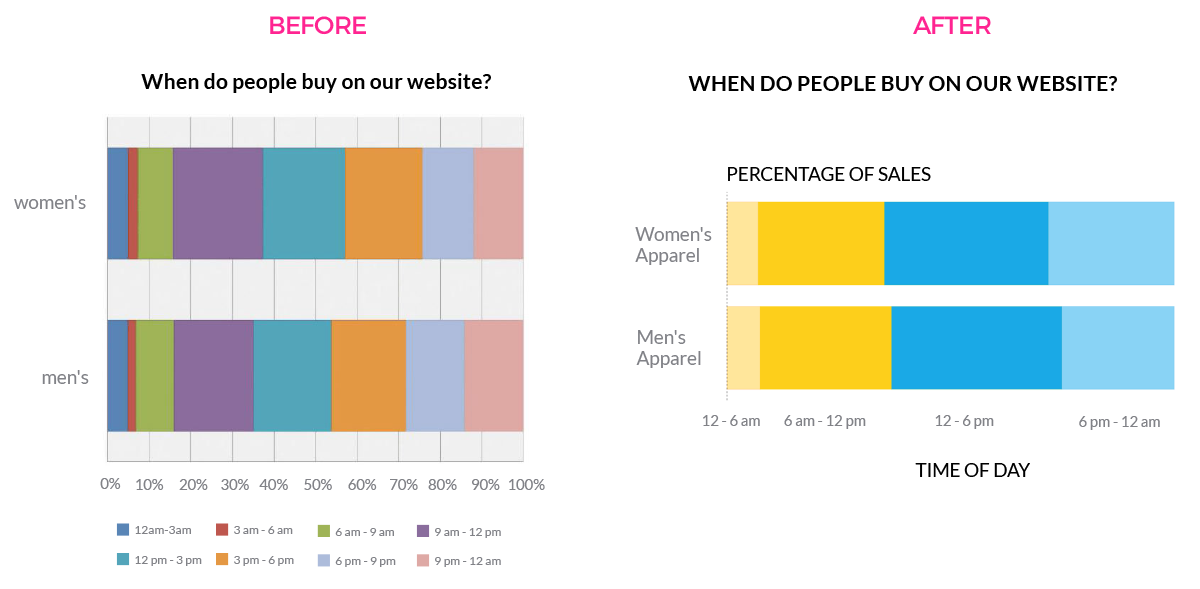 BEFORE
When do people buy on our website?
women's
men's
0% 10% 20% 30% 40% 50% 60% 70% 80% 90% 100%
12am-3am 3 am - 6 am 6 am - 9 am 9 am - 12 pm
12 pm - 3 pm 3 pm - 6 pm 6 pm - 9 pm 9 pm - 12 am
AFTER
WHEN DO PEOPLE BUY ON OUR WEBSITE?
PERCENTAGE OF SALES
Women's
Apparel
Men's
Apparel
12 - 6 am 6 am - 12 pm 12 - 6 pm 6 pm - 12 am
TIME OF DAY